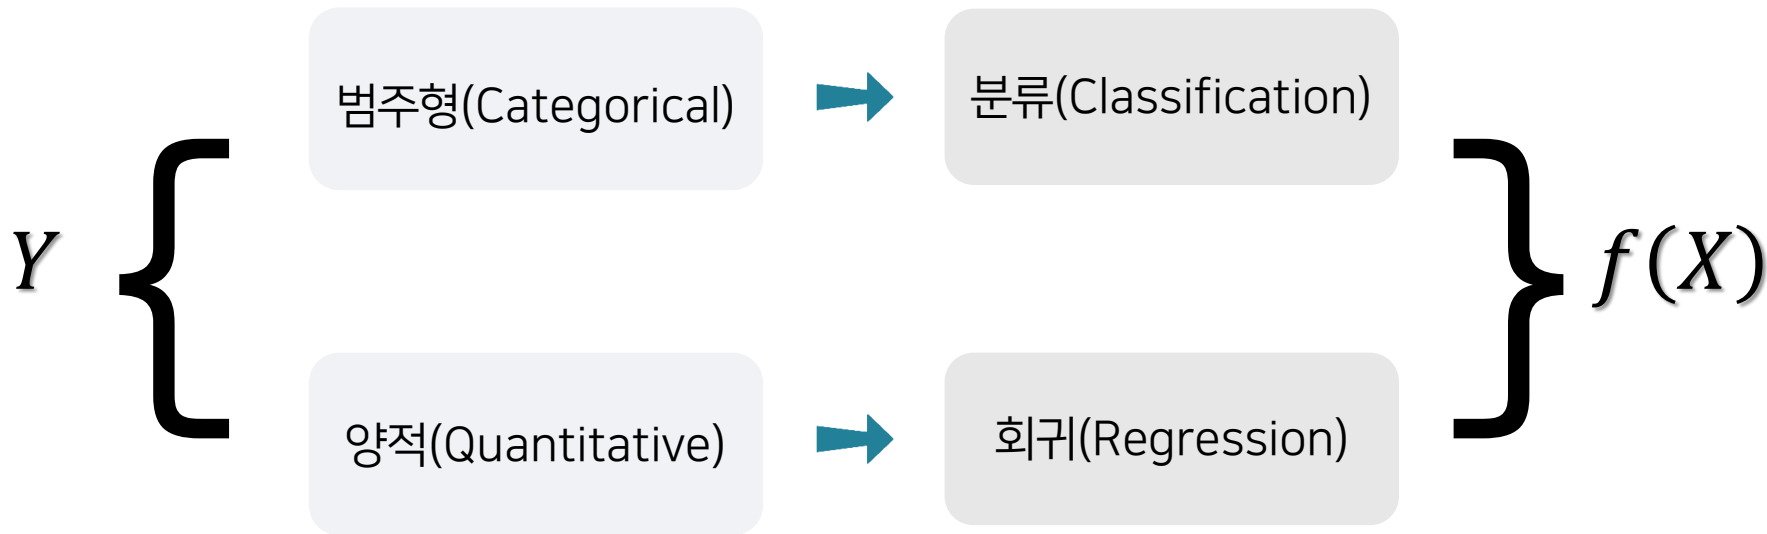 범주형(Categorical)
분류(Classification)
Y
f(X)
양적(Quantitative)
회귀(Regression)